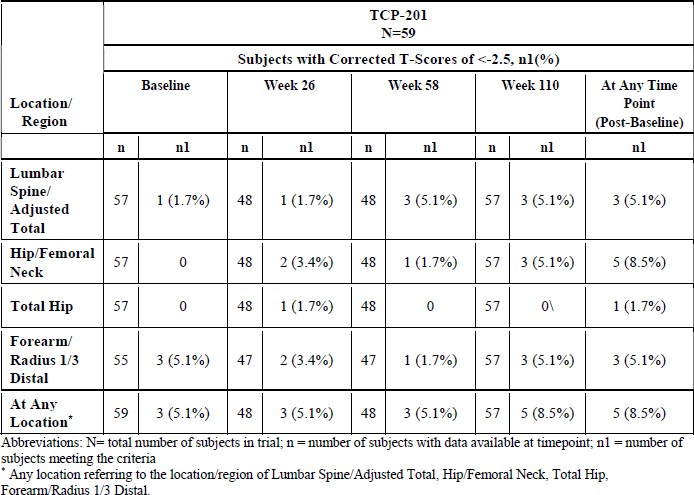 TCP-201
N=59
Subjects with Corrected T-Scores of <-2.5, n1(%)
Location/
Region
Baseline
Week 26
Week 58
Week 110
At Any Time
Point
(Post-Baseline)
n n1 n n1 n n1 n n1 n1
Lumbar
Spine/
Adjusted
Total
57 1 (1.7%) 48 1 (1.7%) 48 3 (5.1%) 57 3 (5.1%) 3 (5.1%)
Hip/Femoral
Neck
57 0 48 2 (3.4%) 48 1 (1.7%) 57 3 (5.1%) 5 (8.5%)
Total Hip 57 0 48 1 (1.7%) 48 0 57 0\ 1 (1.7%)
Forearm/
Radius 1/3
Distal
55 3 (5.1%) 47 2 (3.4%) 47 1 (1.7%) 57 3 (5.1%) 3 (5.1%)
At Any
Location*
59 3 (5.1%) 48 3 (5.1%) 48 3 (5.1%) 57 5 (8.5%) 5 (8.5%)
Abbreviations: N= total number of subjects in trial; n = number of subjects with data available at timepoint; n1 = number of
subjects meeting the criteria
* Any location referring to the location/region of Lumbar Spine/Adjusted Total, Hip/Femoral Neck, Total Hip,
Forearm/Radius 1/3 Distal.